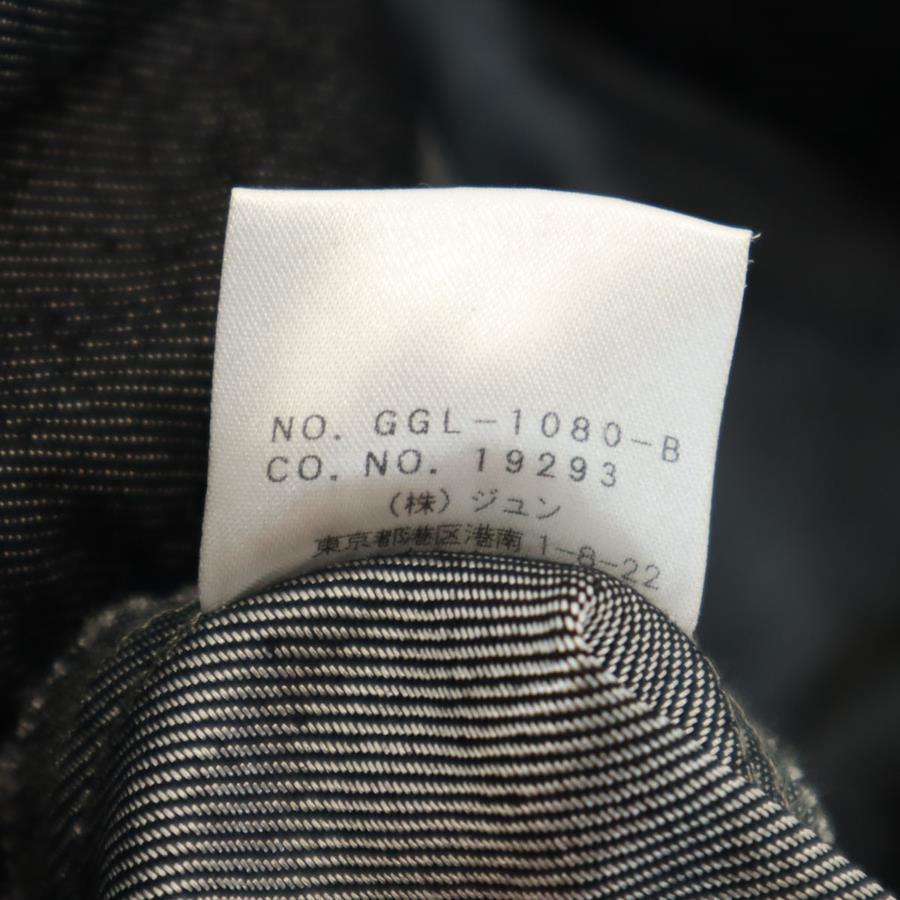 NO. GGL-1080-B
CO. NO. 19293
(株) ジュン
東京都港区港南 1-8-22